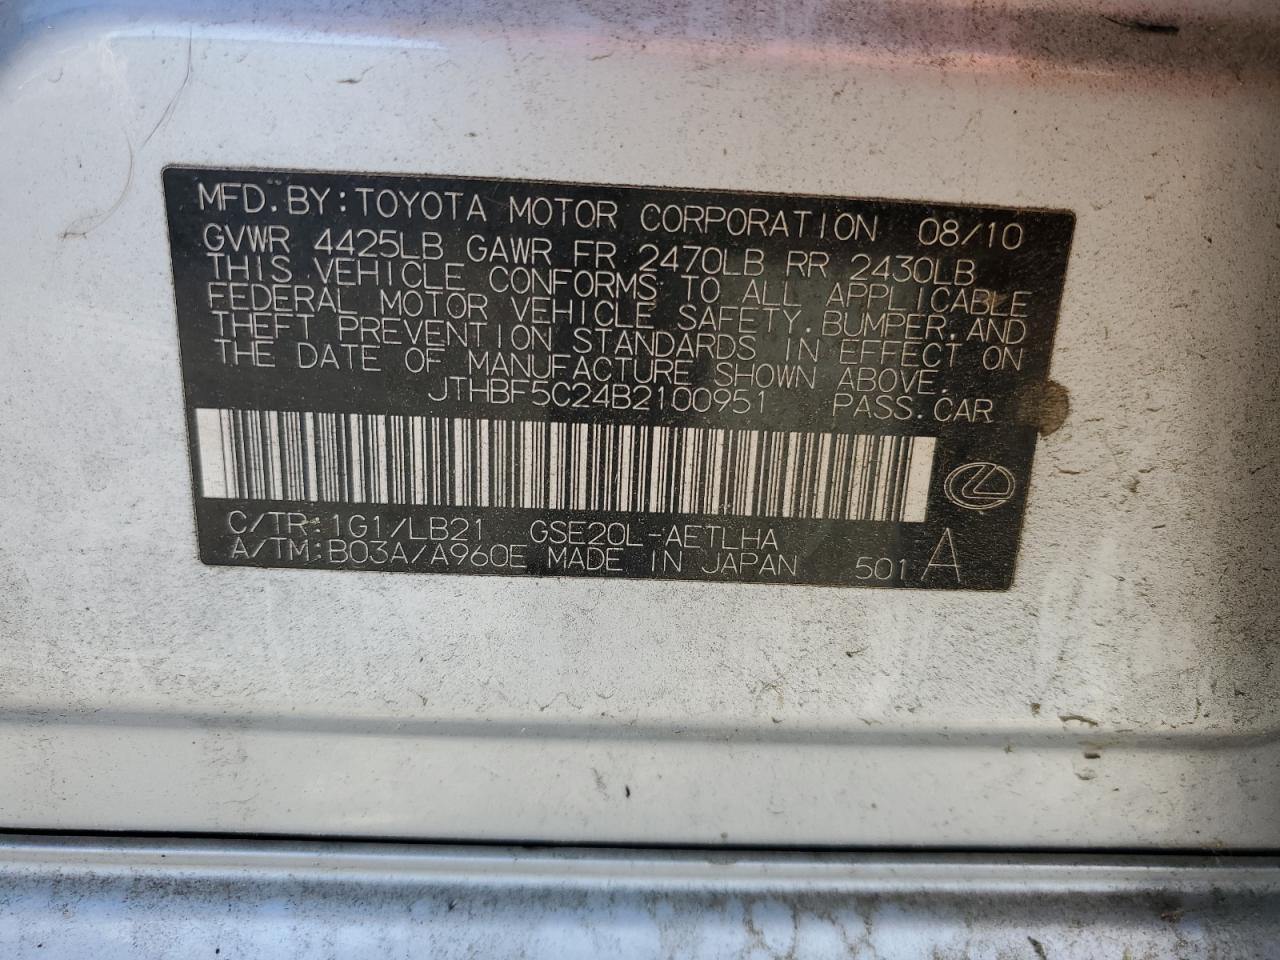 MFD. BY: TOYOTA MOTOR CORPORATION 08/10
GVWR 4425LB GAWR FR 2470LB RR 2430LB
THIS VEHICLE CONFORMS TO ALL APPLICABLE
FEDERAL MOTOR VEHICLE SAFETY, BUMPER, AND
THEFT PREVENTION STANDARDS IN EFFECT ON
THE DATE OF MANUFACTURE SHOWN ABOVE.
JTHBF5C24B2100951 PASS. CAR
C/TR: 1G1/LB21 GSE20L-AETLHA
A/TM: B03A/A960E MADE IN JAPAN 501 A